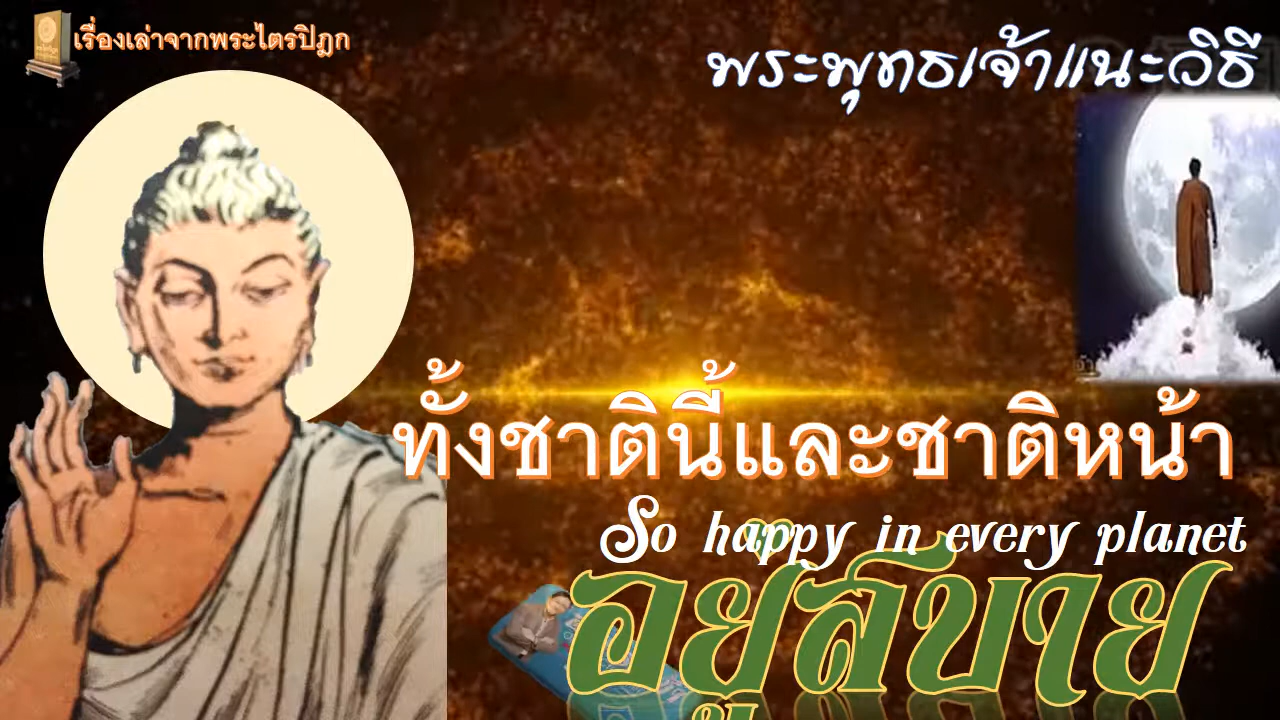 เรื่องเล่าจากพระไตรปิฎก
พระพุทธเจ้าแนะวิธี
ทั้งชาตินี้และชาติหน้า
So happy in every planet
อยู่สบาย